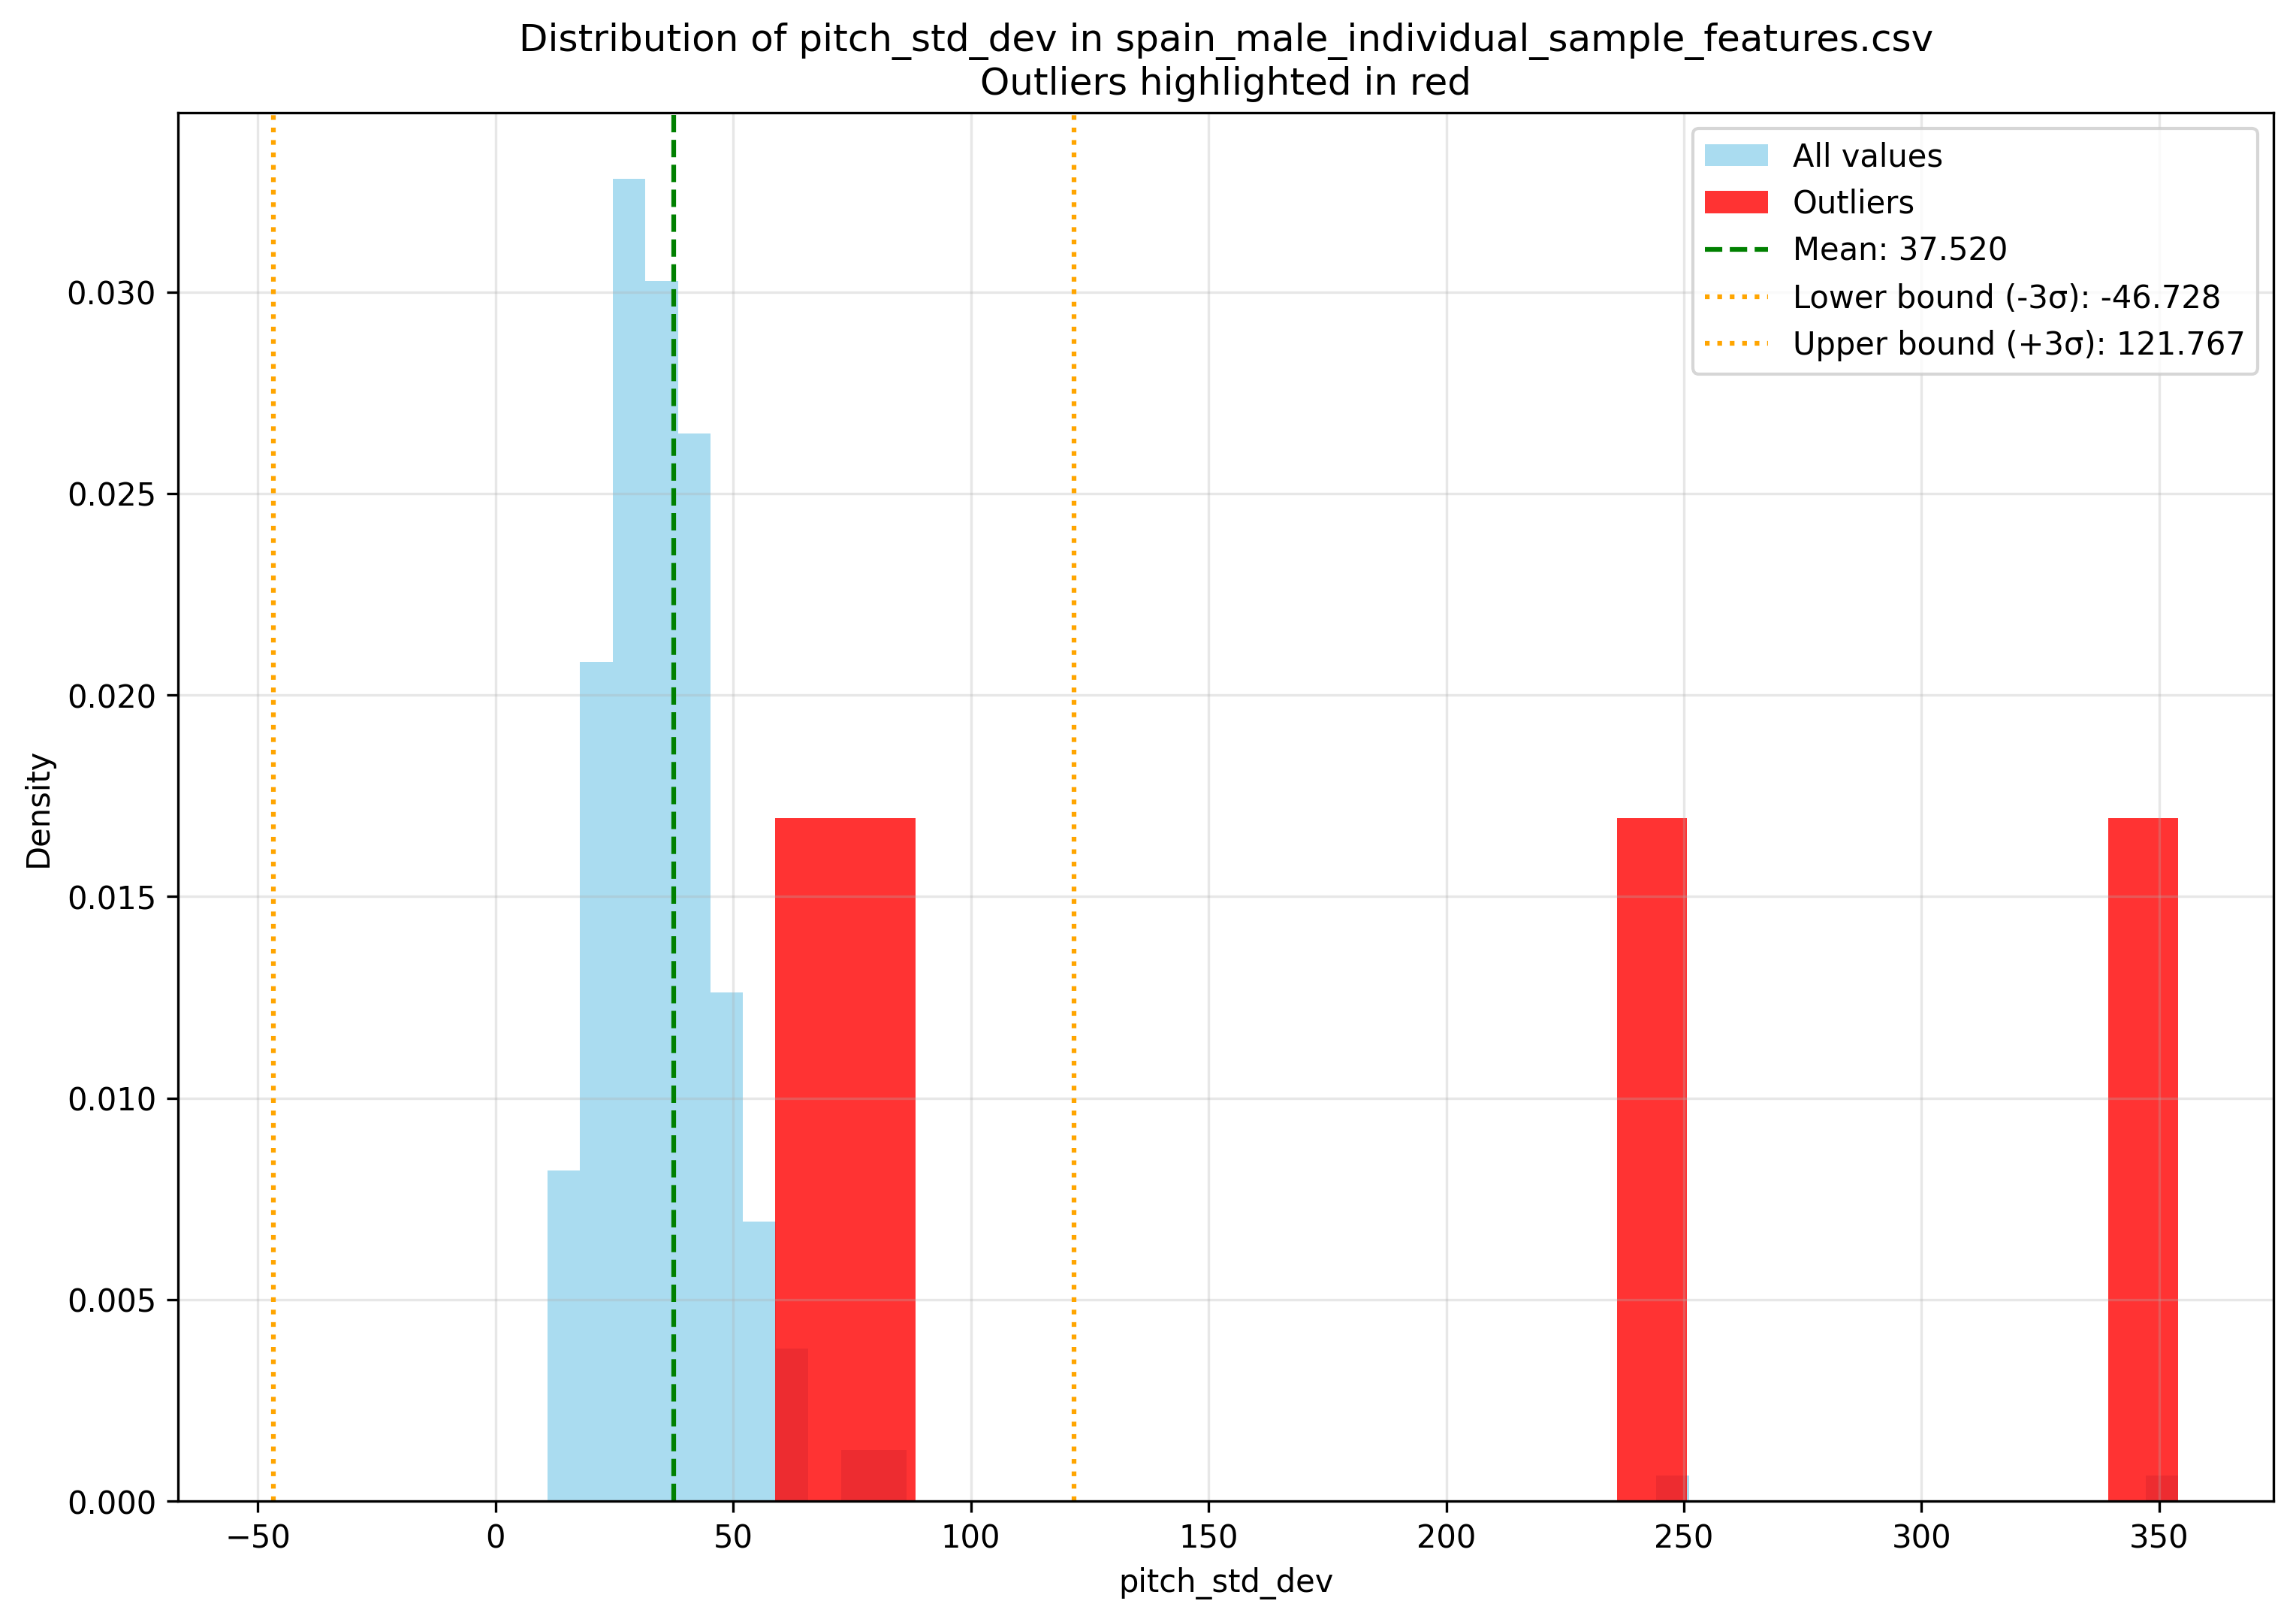 Distribution of pitch_std_dev in spain_male_individual_sample_features.csv
Outliers highlighted in red
All values
Outliers
Mean: 37.520
Lower bound (-3σ): -46.728
Upper bound (+3σ): 121.767
Density
0.030
0.025
0.020
0.015
0.010
0.005
0.000
−50
0
50
100
150
200
250
300
350
pitch_std_dev